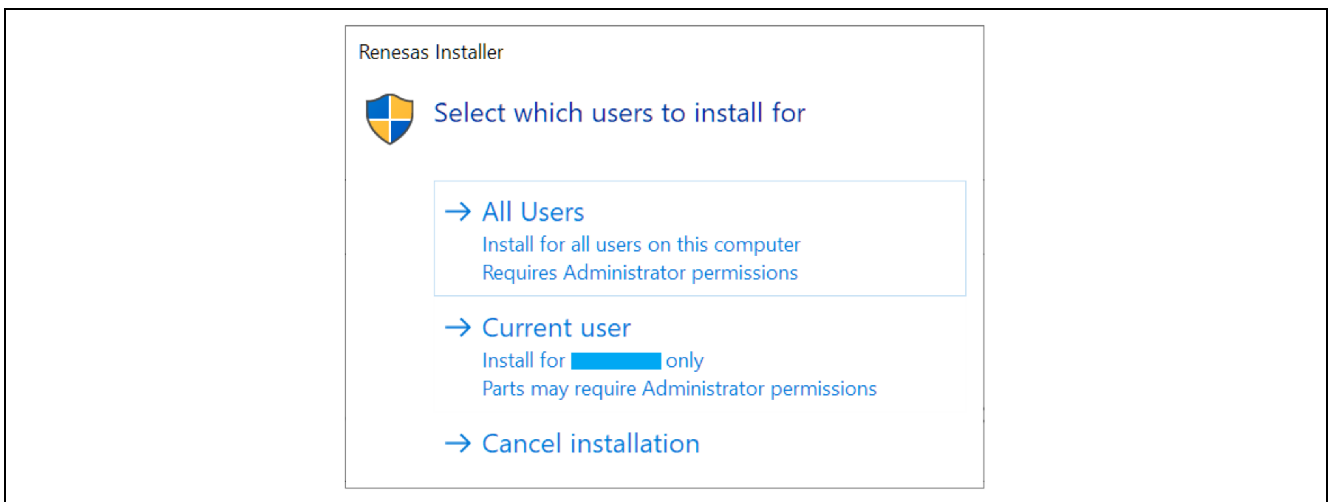 Renesas Installer
Select which users to install for
→ All Users
Install for all users on this computer
Requires Administrator permissions
→ Current user
Install for only
Parts may require Administrator permissions
→ Cancel installation